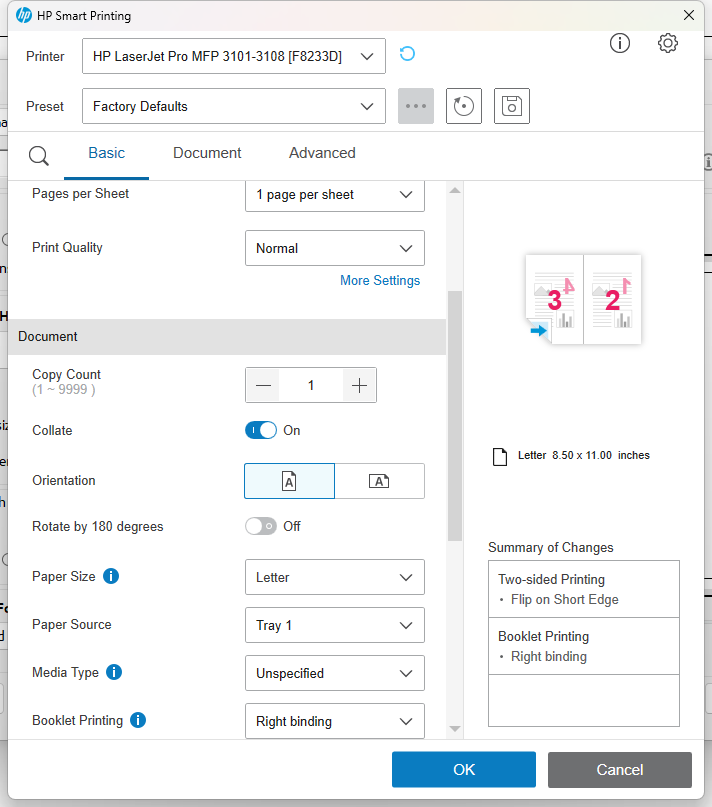 HP Smart Printing
Printer
HP LaserJet Pro MFP 3101-3108 [F8233D]
Preset
Factory Defaults
Basic
Document
Advanced
Pages per Sheet
1 page per sheet
Print Quality
Normal
More Settings
Document
Copy Count
(1 ~ 9999 )
1
Collate
On
Orientation
A
A
Rotate by 180 degrees
Off
Paper Size
Letter
Paper Source
Tray 1
Media Type
Unspecified
Booklet Printing
Right binding
3 4
2 1
Letter 8.50 x 11.00 inches
Summary of Changes
Two-sided Printing
• Flip on Short Edge
Booklet Printing
• Right binding
OK
Cancel